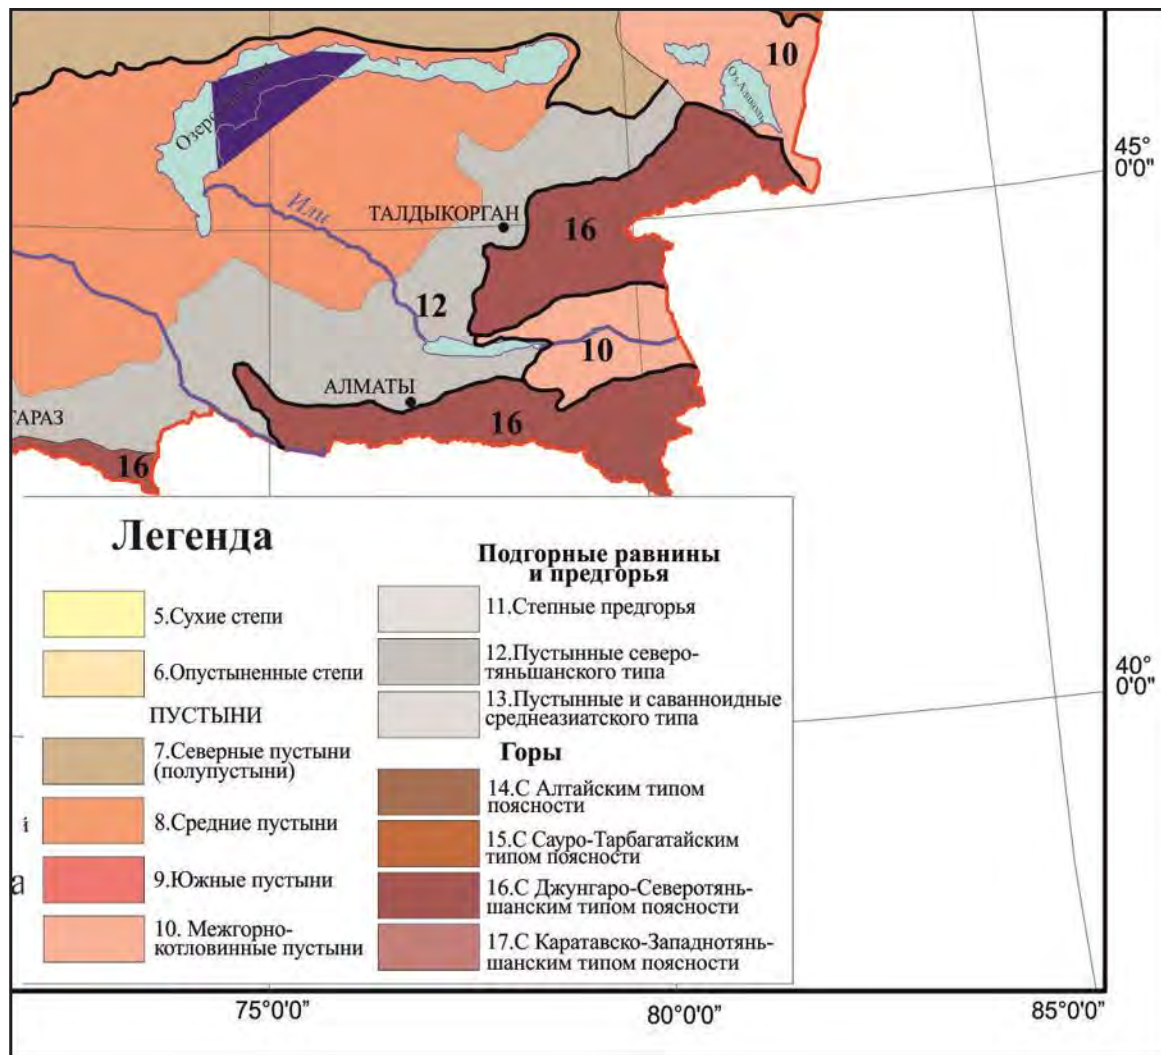 10
Озеро
Оз.Алаколь
45°
0'0"
Или
ТАЛДЫКОРГАН
16
12
10
АЛМАТЫ
ТАРАЗ
16
16
Легенда
5.Сухие степи
6.Опустыненные степи
ПУСТЫНИ
7.Северные пустыни
(полупустыни)
8.Средние пустыни
9.Южные пустыни
10. Межгорно-
котловинные пустыни
Подгорные равнины
и предгорья
11.Степные предгорья
12.Пустынные северо-
тяньшанского типа
13.Пустынные и саванноидные
среднеазиатского типа
Горы
14.С Алтайским типом
поясности
15.С Сауро-Тарбагатайским
типом поясности
16.С Джунгаро-Северотянь-
шанским типом поясности
17.С Каратавско-Западнотянь-
шанским типом поясности
40°
0'0"
й
а
75°0'0"
80°0'0"
85°0'0"